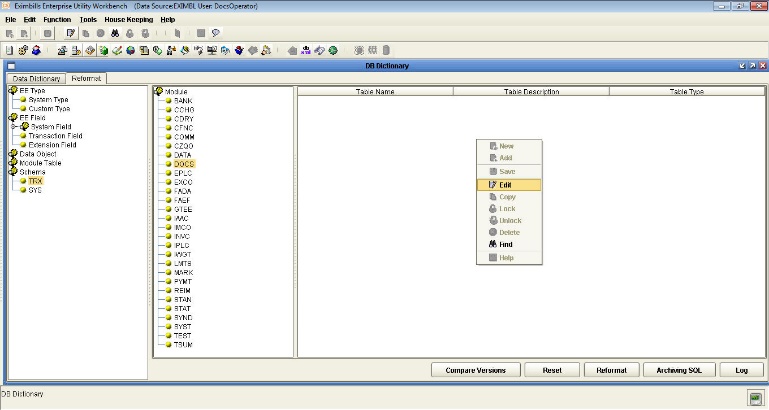 Eximbills Enterprise Utility Workbench (Data Source:EXIMBL User: DocsOperator)
File Edit Function Tools House Keeping Help
DB Dictionary
Data Dictionary Reformat
EE Type
System Type
Custom Type
EE Field
System Field
Transaction Field
Extension Field
Data Object
Module Table
Schema
TRX
SYS
Module
BANK
CCHG
CDRY
CFNC
COMM
CZQO
DATA
DOCS
EPLC
EXCO
FADA
FAEF
GTEE
IAAC
IMCO
INVC
IPLC
IWGT
LMTS
MARK
PYMT
REIM
STAN
STAT
SYND
SYST
TEST
TSUM
Table Name Table Description Table Type
New
Add
Save
Edit
Copy
Lock
Unlock
Delete
Find
Help
Compare Versions Reset Reformat Archiving SQL Log
DB Dictionary